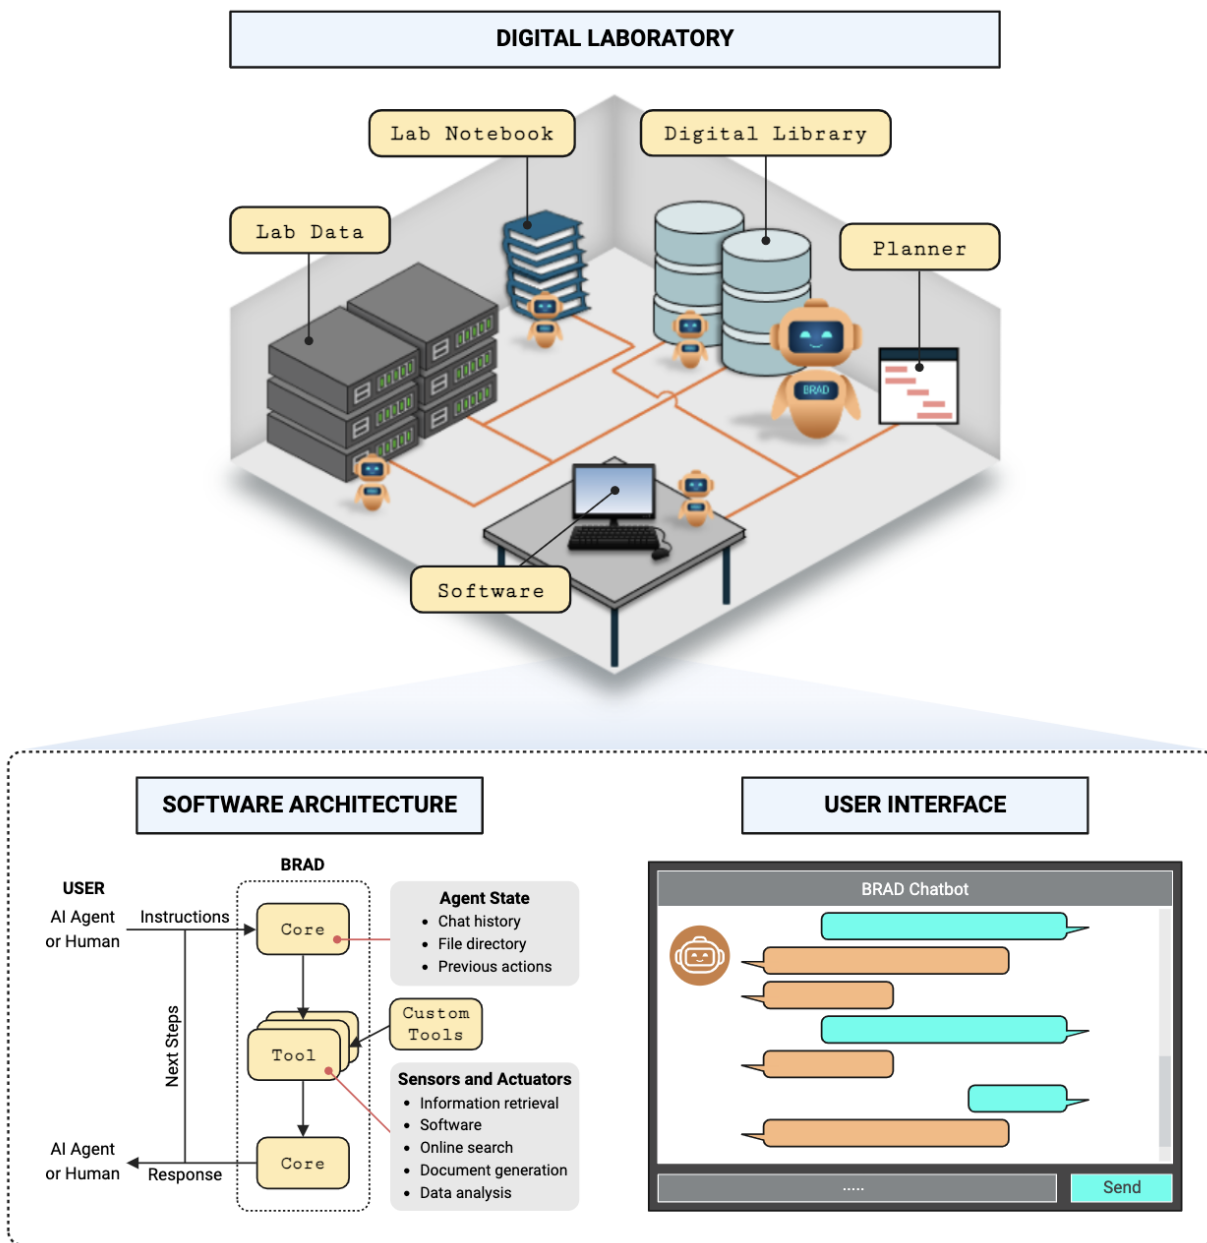 DIGITAL LABORATORY
Lab Notebook
Digital Library
Lab Data
Planner
BRAD
Software
SOFTWARE ARCHITECTURE
USER INTERFACE
BRAD
USER
AI Agent
or Human
Instructions
Core
Agent State
• Chat history
• File directory
• Previous actions
Next Steps
Custom
Tools
Tool
Sensors and Actuators
• Information retrieval
• Software
• Online search
• Document generation
• Data analysis
AI Agent
or Human
Response
Core
BRAD Chatbot
.....
Send